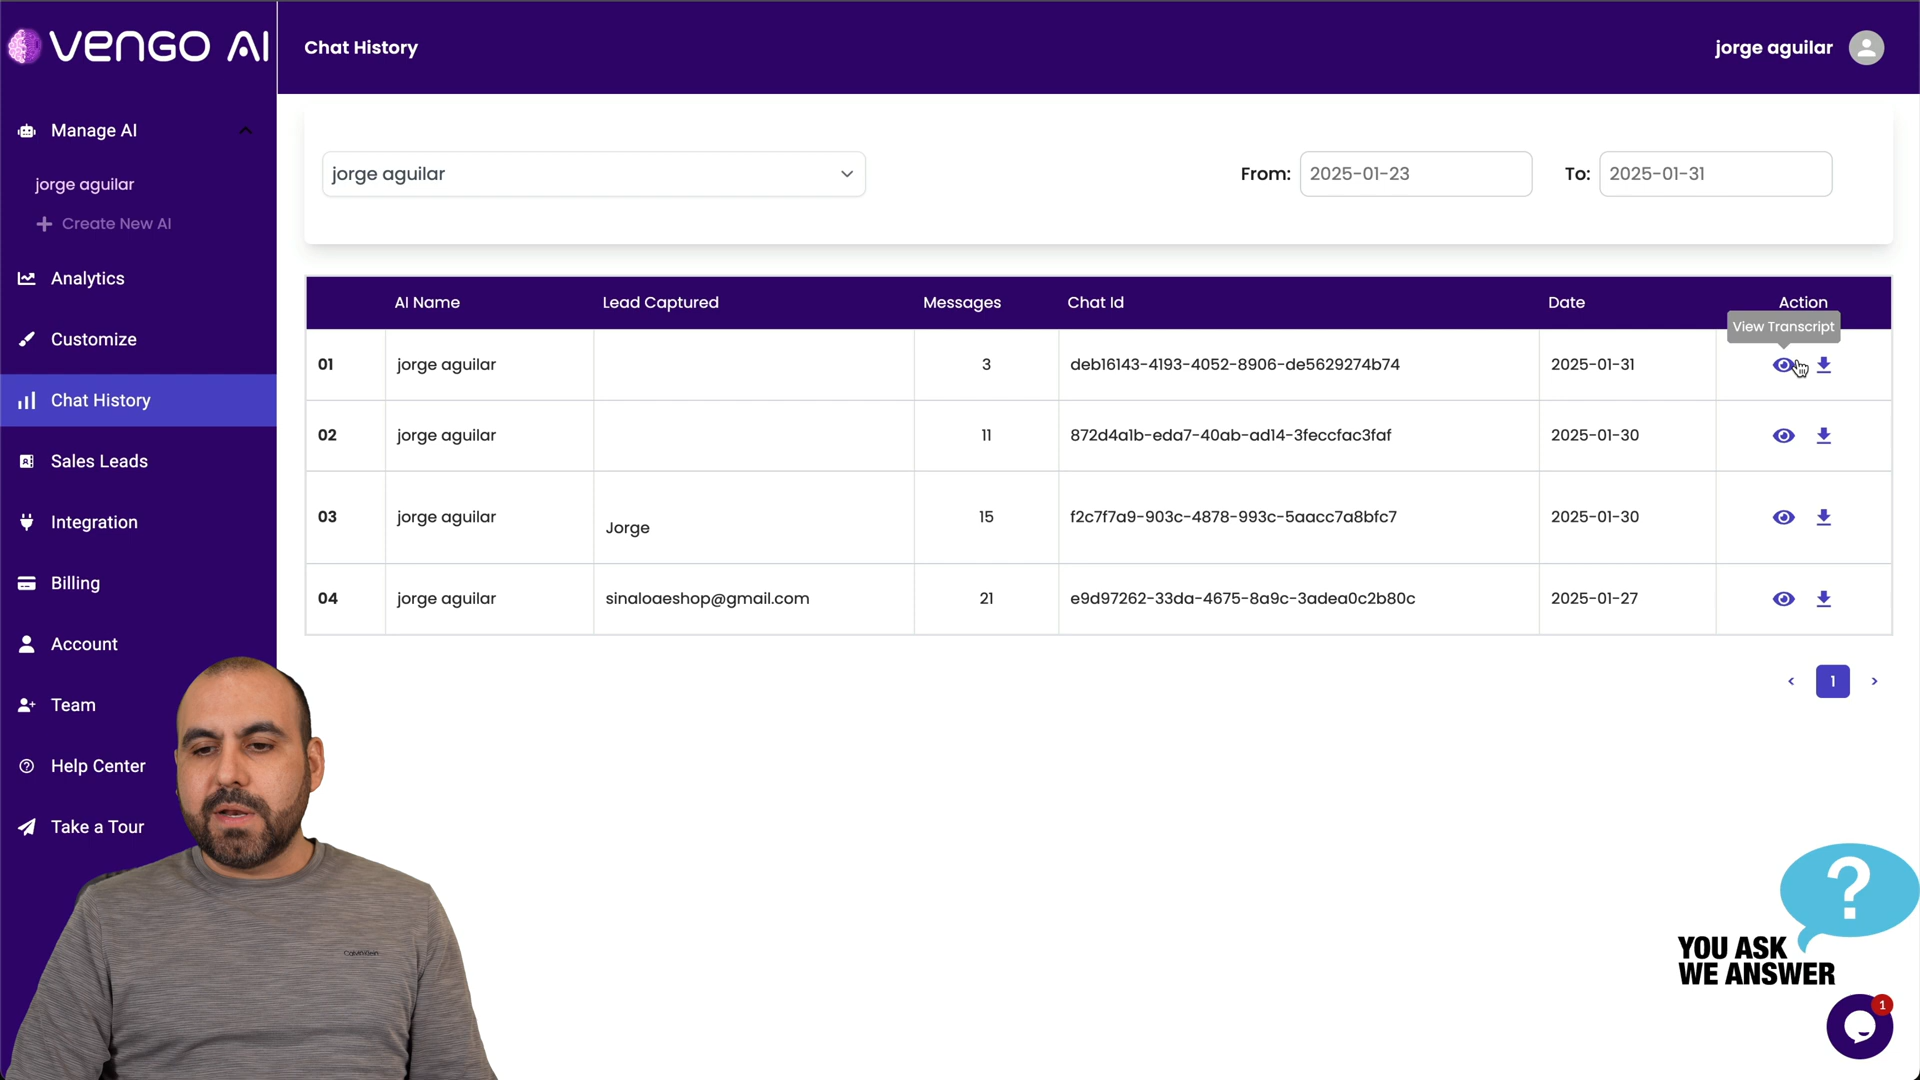 VENGO AI
Chat History
jorge aguilar
Manage AI
jorge aguilar
Create New AI
Analytics
Customize
Chat History
Sales Leads
Integration
Billing
Account
Team
Help Center
Take a Tour
jorge aguilar
From: 2025-01-23
To: 2025-01-31
AI Name Lead Captured Messages Chat Id Date Action
View Transcript
01 jorge aguilar 3 deb16143-4193-4052-8906-de5629274b74 2025-01-31
02 jorge aguilar 11 872d4a1b-eda7-40ab-ad14-3feccfac3faf 2025-01-30
03 jorge aguilar Jorge 15 f2c7f7a9-903c-4878-993c-5aacc7a8bfc7 2025-01-30
04 jorge aguilar sinaloaeshop@gmail.com 21 e9d97262-33da-4675-8a9c-3adea0c2b80c 2025-01-27
< 1 >
Calvin Klein
?
YOU ASK
WE ANSWER
1